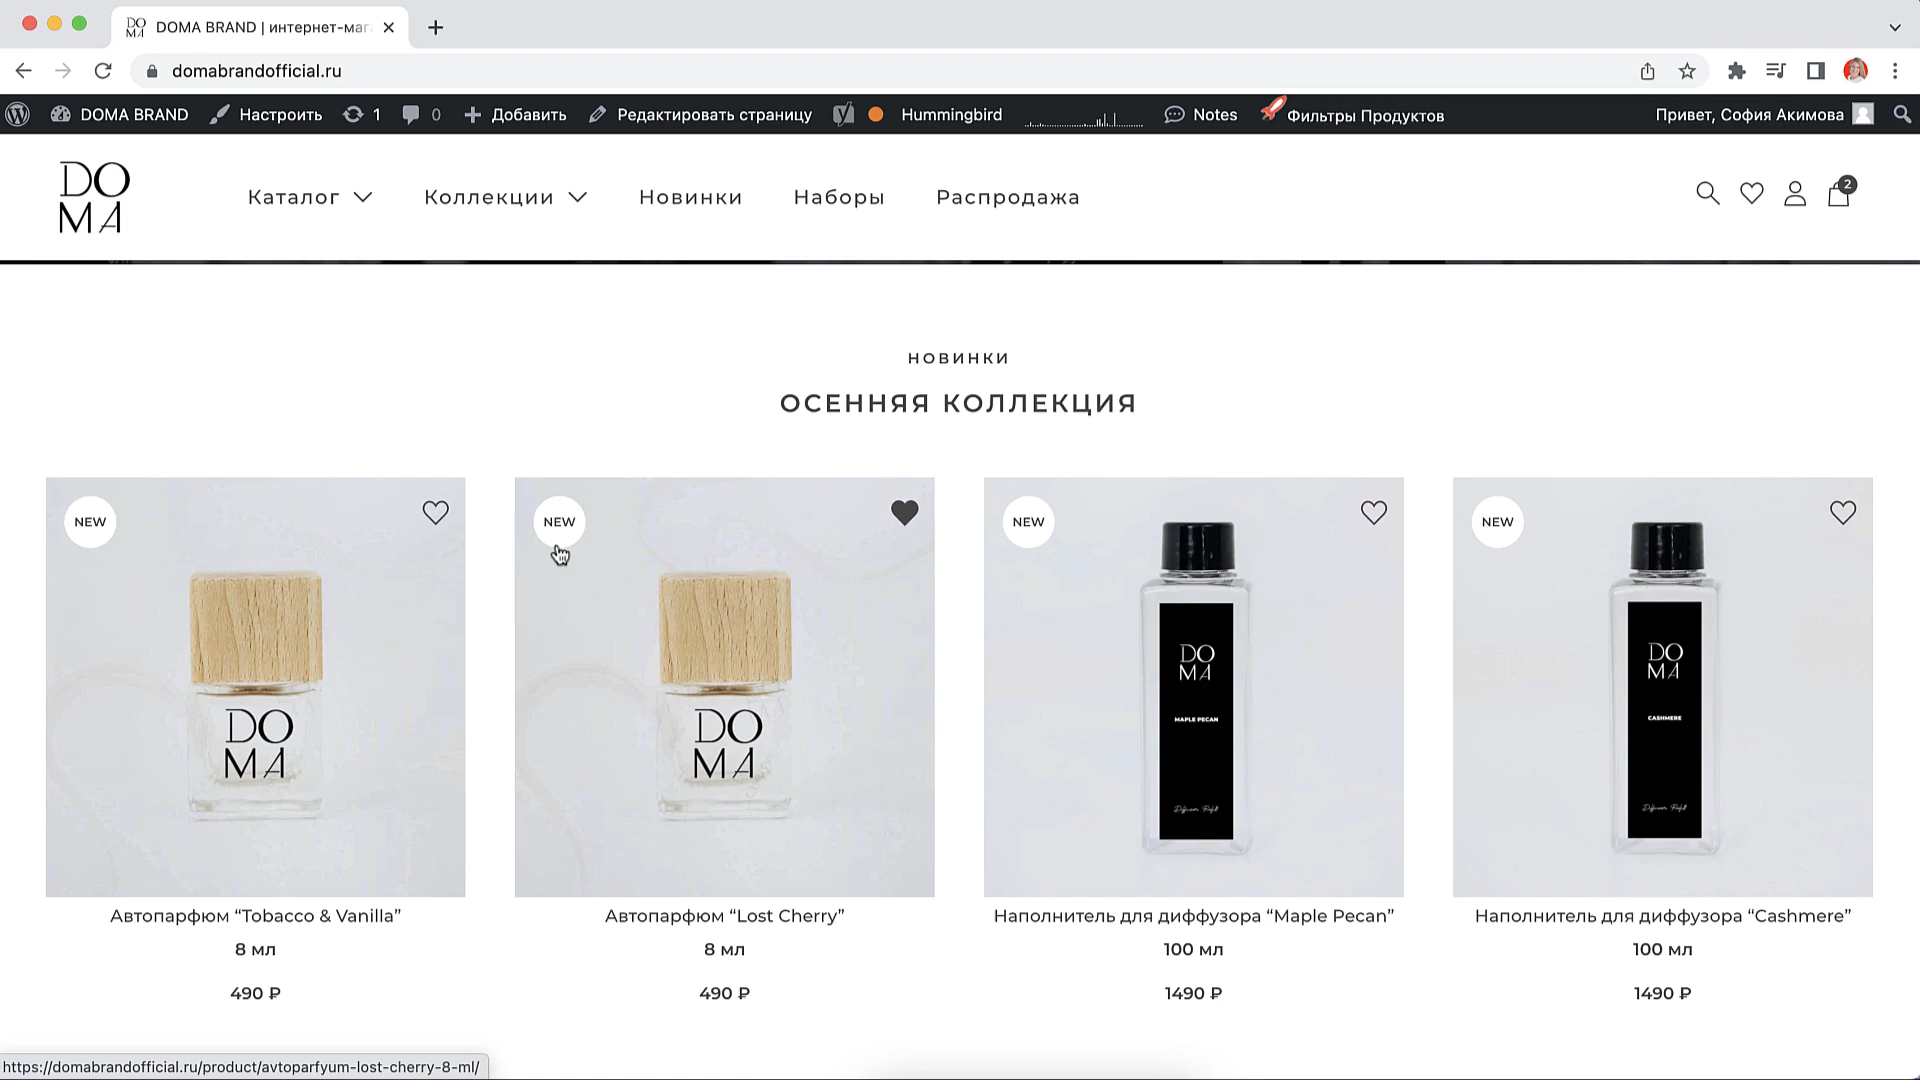 DOMA BRAND | интернет-маг
domabrandofficial.ru
DOMA BRAND Настроить 1 0 Добавить Редактировать страницу Hummingbird Notes Фильтры Продуктов Привет, София Акимова
DO
MA
Каталог Коллекции Новинки Наборы Распродажа
2
НОВИНКИ
ОСЕННЯЯ КОЛЛЕКЦИЯ
NEW
DO
MA
NEW
DO
MA
NEW
DO
MA
MAPLE PECAN
Diffuser Refill
NEW
DO
MA
CASHMERE
Diffuser Refill
Автопарфюм “Tobacco & Vanilla”
8 мл
490 ₽
Автопарфюм “Lost Cherry”
8 мл
490 ₽
Наполнитель для диффузора “Maple Pecan”
100 мл
1490 ₽
Наполнитель для диффузора “Cashmere”
100 мл
1490 ₽
https://domabrandofficial.ru/product/avtoparfyum-lost-cherry-8-ml/